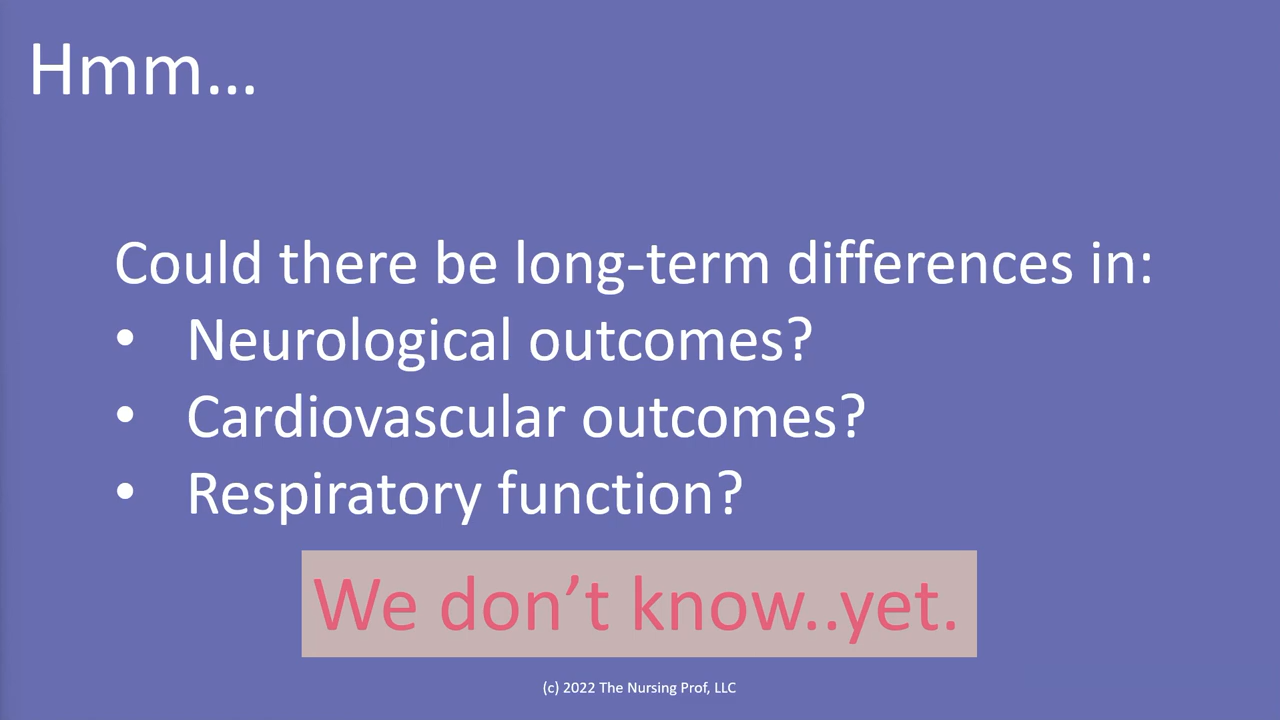 Hmm...
Could there be long-term differences in:
• Neurological outcomes?
• Cardiovascular outcomes?
• Respiratory function?
We don’t know..yet.
(c) 2022 The Nursing Prof, LLC